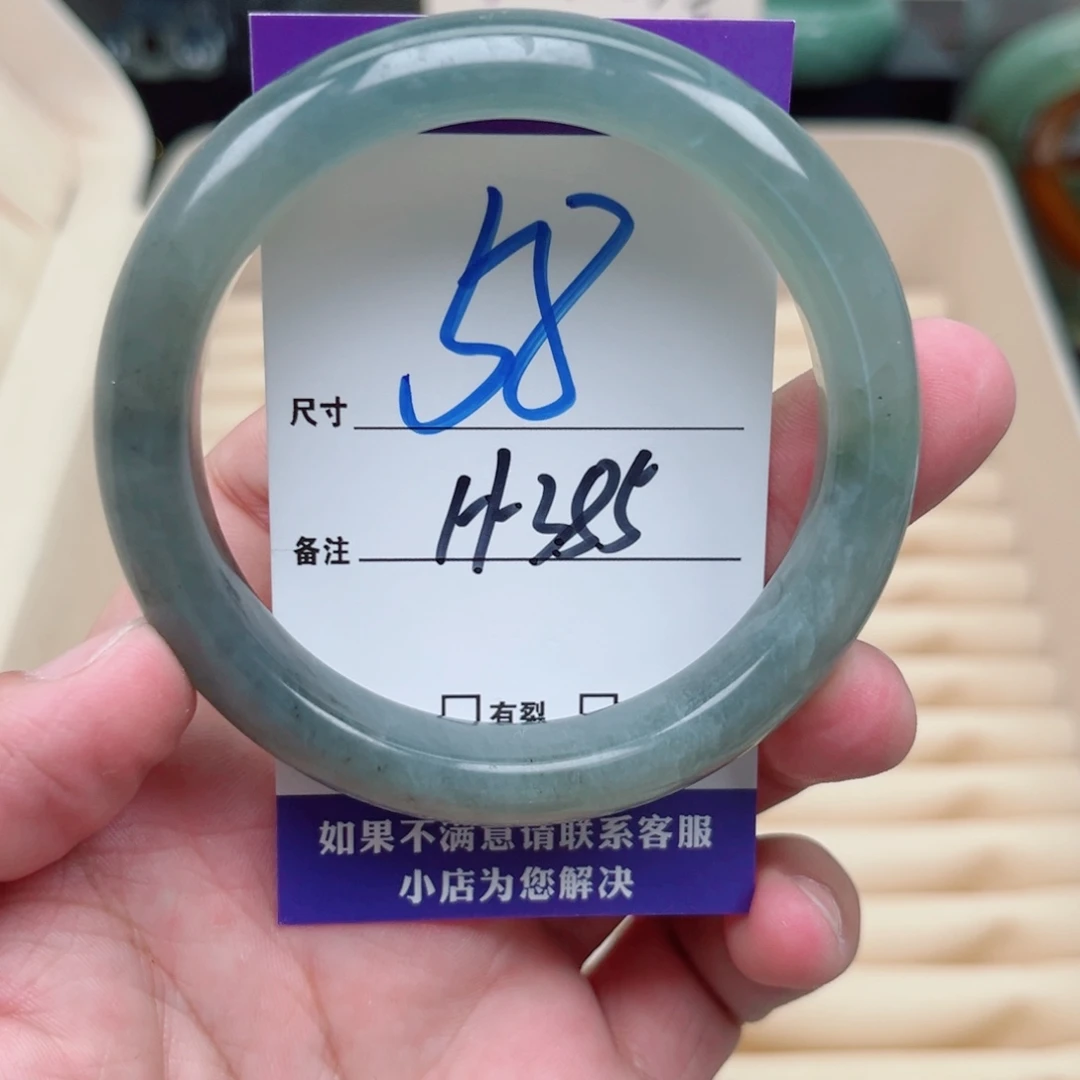 尺寸 58
备注 H-385
有裂
如果不满意请联系客服
小店为您解决